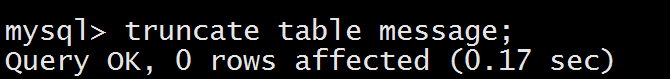 mysql> truncate table message;
Query OK, 0 rows affected (0.17 sec)